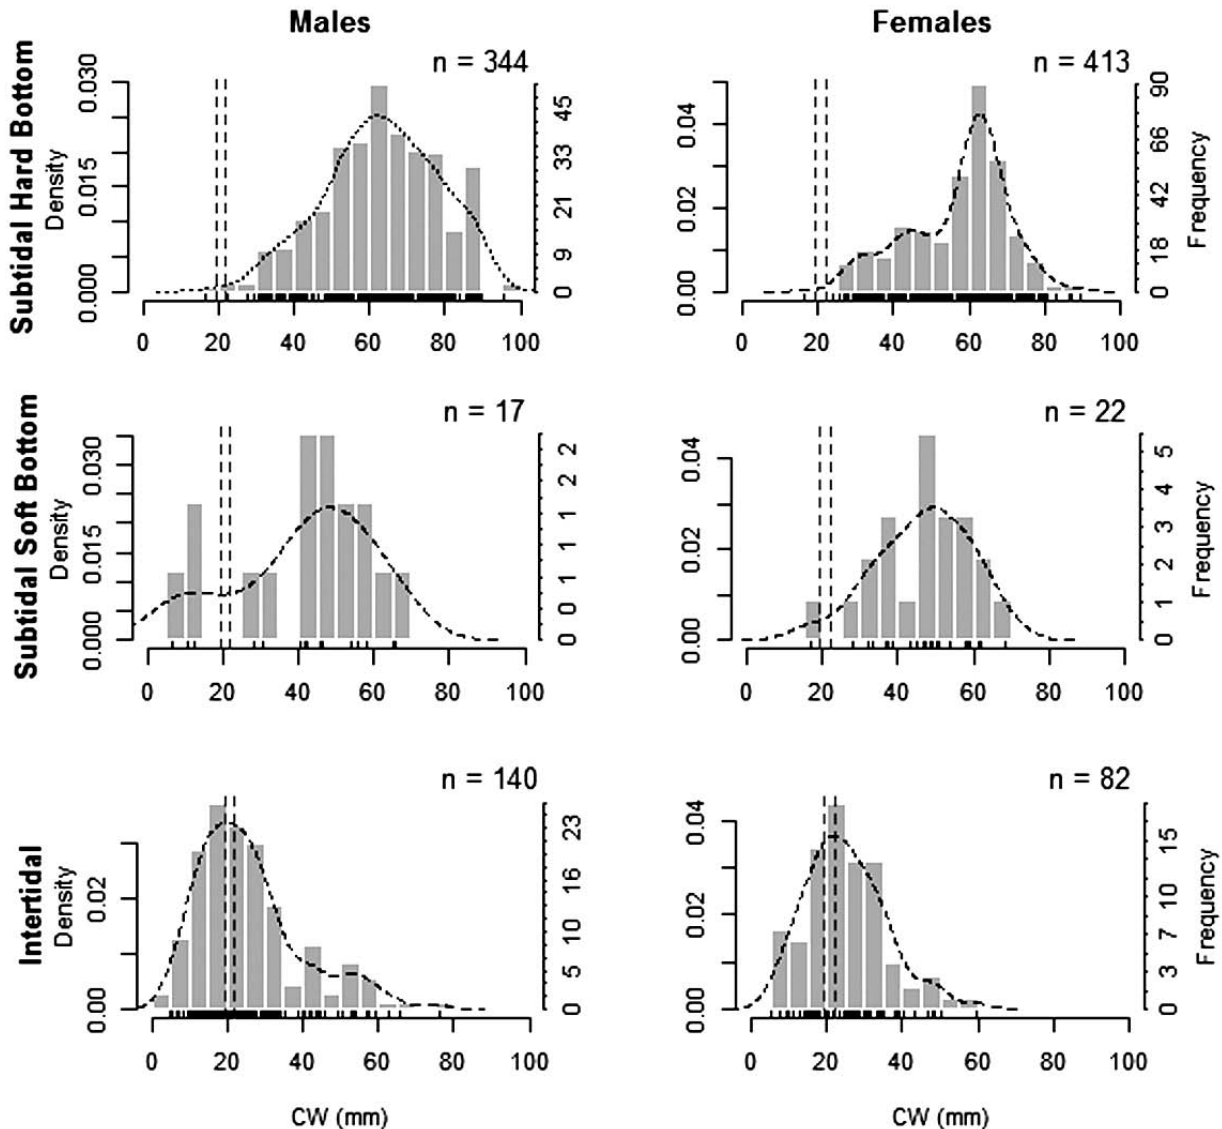 Males
Females
Subtidal Hard Bottom
n = 344
Density
0.000 0.015 0.030
0 9 21 33 45
0 20 40 60 80 100
n = 413
0.00 0.02 0.04
0 18 42 66 90
Frequency
0 20 40 60 80 100
Subtidal Soft Bottom
n = 17
Density
0.000 0.015 0.030
0 0 1 1 1 2 2
0 20 40 60 80 100
n = 22
0.00 0.02 0.04
0 1 2 3 4 5
Frequency
0 20 40 60 80 100
Intertidal
n = 140
Density
0.00 0.02
0 5 10 16 23
0 20 40 60 80 100
CW (mm)
n = 82
0.00 0.02 0.04
0 3 7 10 15
Frequency
0 20 40 60 80 100
CW (mm)